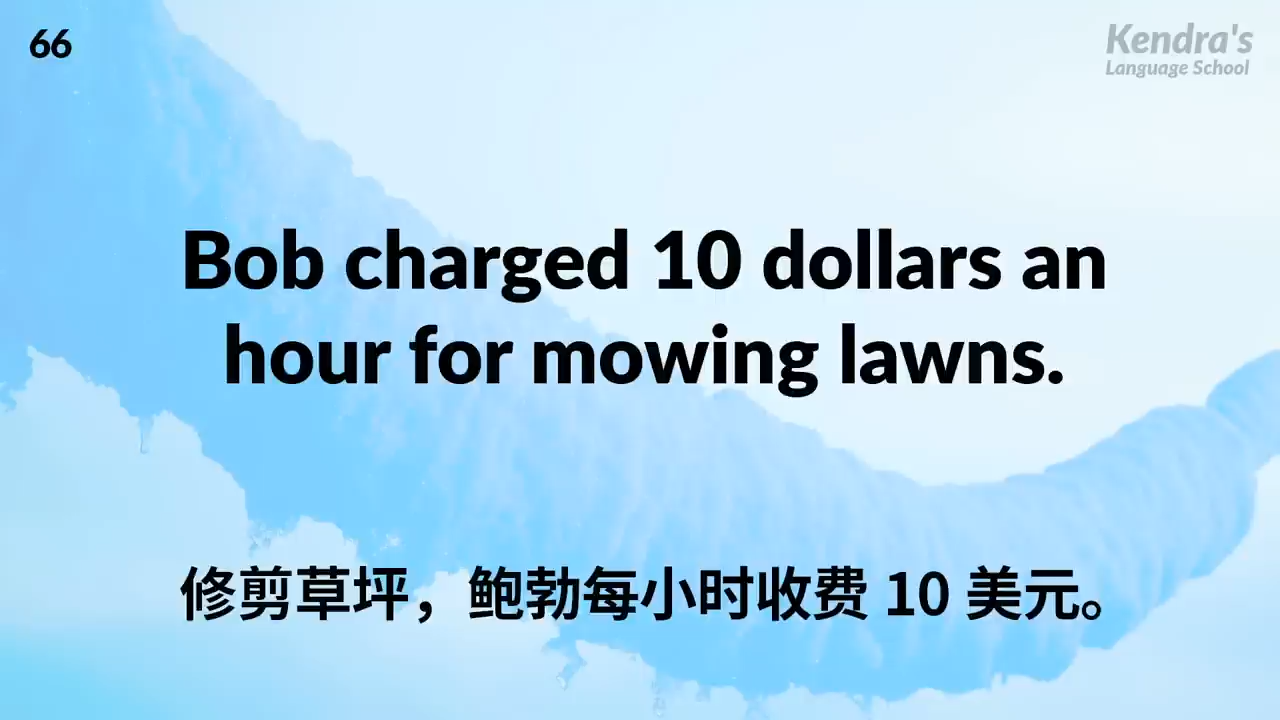 66
Kendra's
Language School
Bob charged 10 dollars an
hour for mowing lawns.
修剪草坪，鲍勃每小时收费 10 美元。